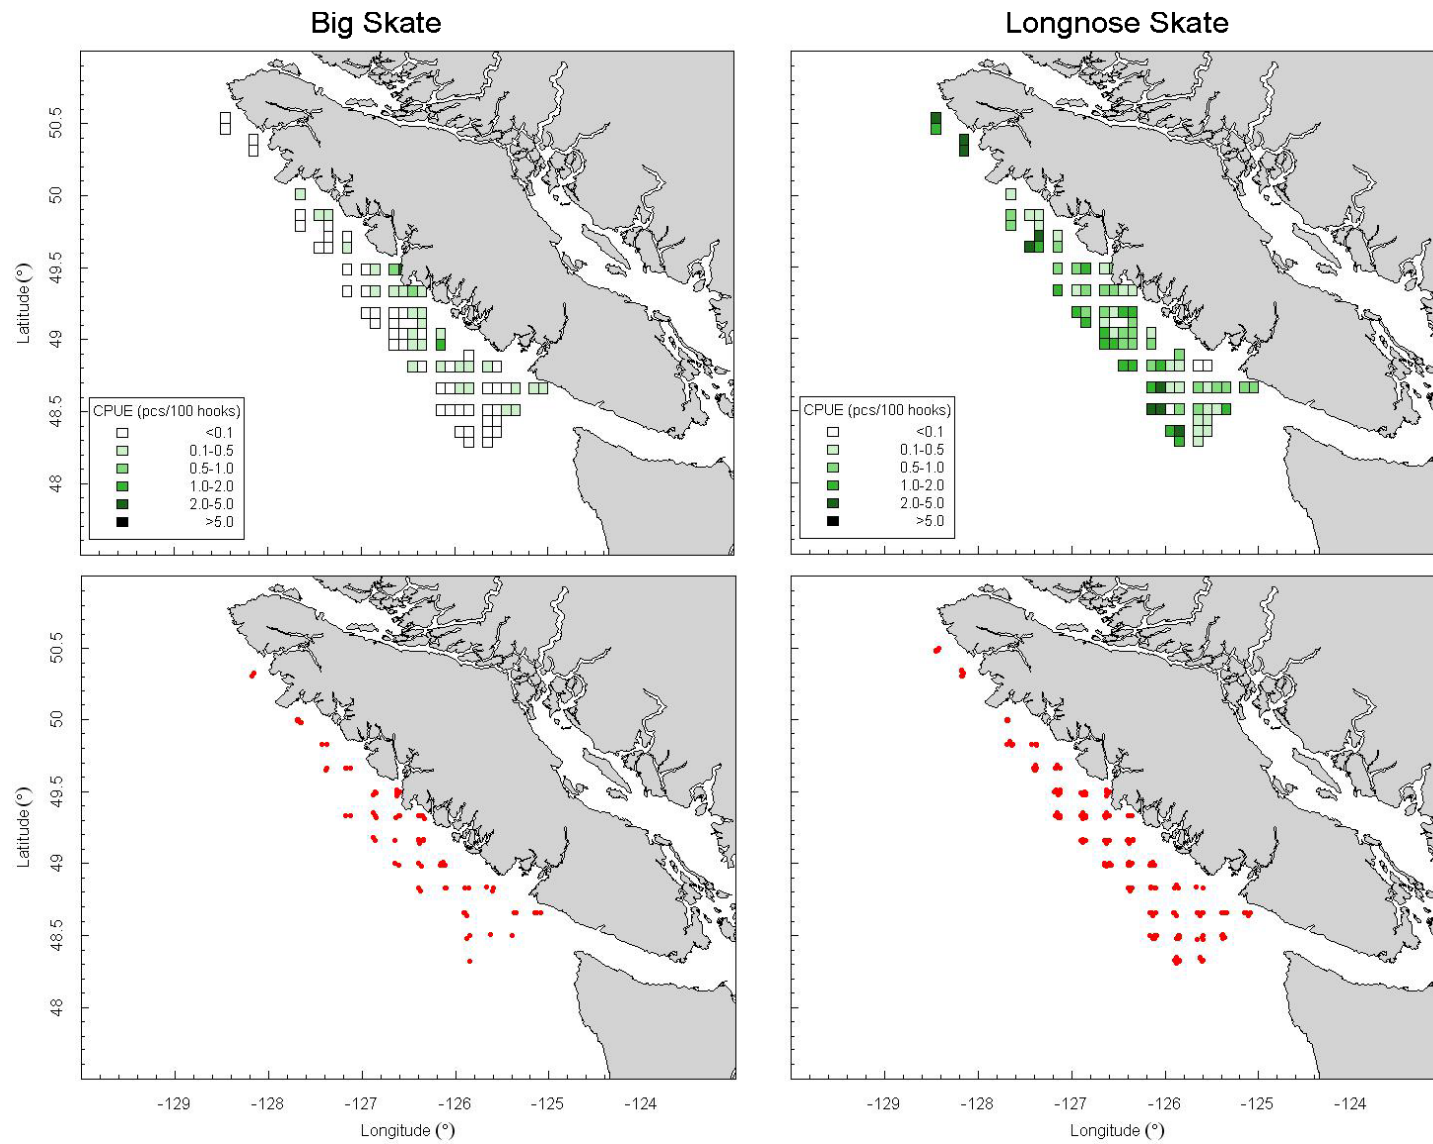 Big Skate
Longnose Skate
Latitude (°)
50.5
50
49.5
49
48.5
48
CPUE (pcs/100 hooks)
<0.1
0.1-0.5
0.5-1.0
1.0-2.0
2.0-5.0
>5.0
CPUE (pcs/100 hooks)
<0.1
0.1-0.5
0.5-1.0
1.0-2.0
2.0-5.0
>5.0
Latitude (°)
50.5
50
49.5
49
48.5
48
-129 -128 -127 -126 -125 -124
Longitude (°)
-129 -128 -127 -126 -125 -124
Longitude (°)